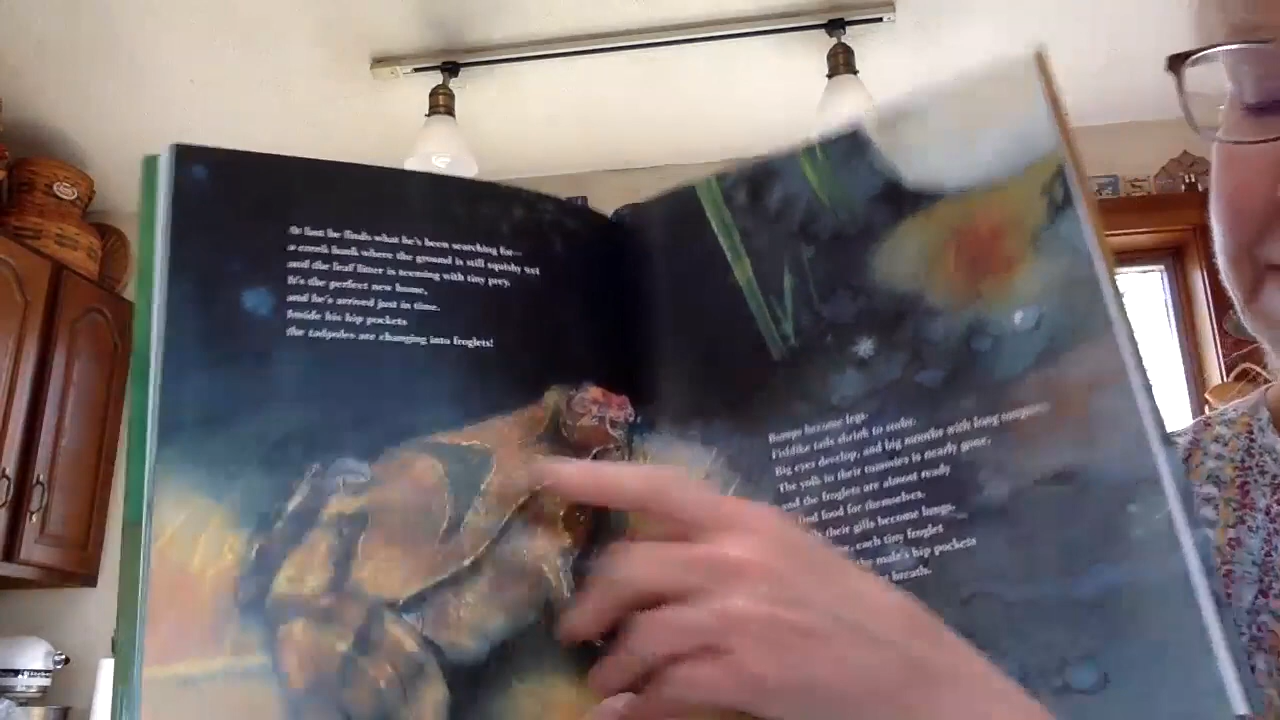 At last he finds what he's been searching for—
a small bank where the ground is still squishy wet
and the leaf litter is teeming with tiny prey.
It's the perfect new home,
and he's arrived just in time.
Inside his hip pockets
the tadpoles are changing into froglets!
Bumps become legs.
Fishlike tails shrink to stubs.
Big eyes develop, and big mouths with long tongues
The yolk in their tummies is nearly gone,
and the froglets are almost ready
find food for themselves.
their gills become lungs,
each tiny froglet
the male's hip pockets
breath.